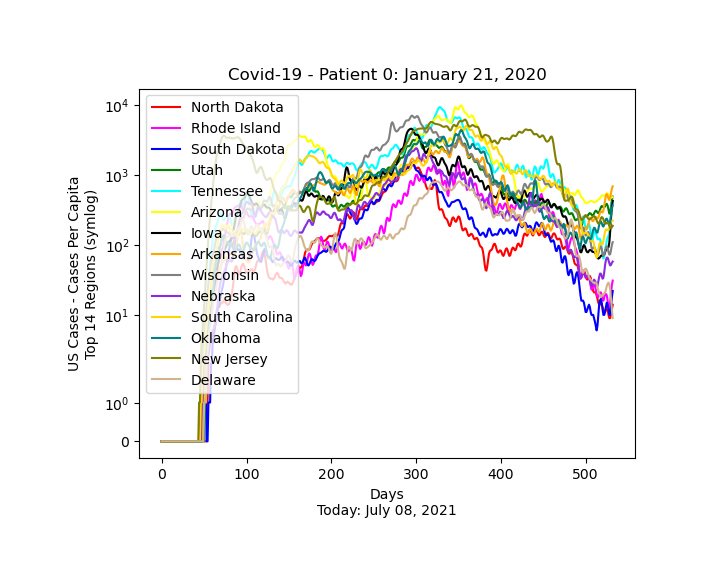 Covid-19 - Patient 0: January 21, 2020
US Cases - Cases Per Capita
Top 14 Regions (symlog)
10⁴
10³
10²
10¹
10⁰
0
North Dakota
Rhode Island
South Dakota
Utah
Tennessee
Arizona
Iowa
Arkansas
Wisconsin
Nebraska
South Carolina
Oklahoma
New Jersey
Delaware
0 100 200 300 400 500
Days
Today: July 08, 2021